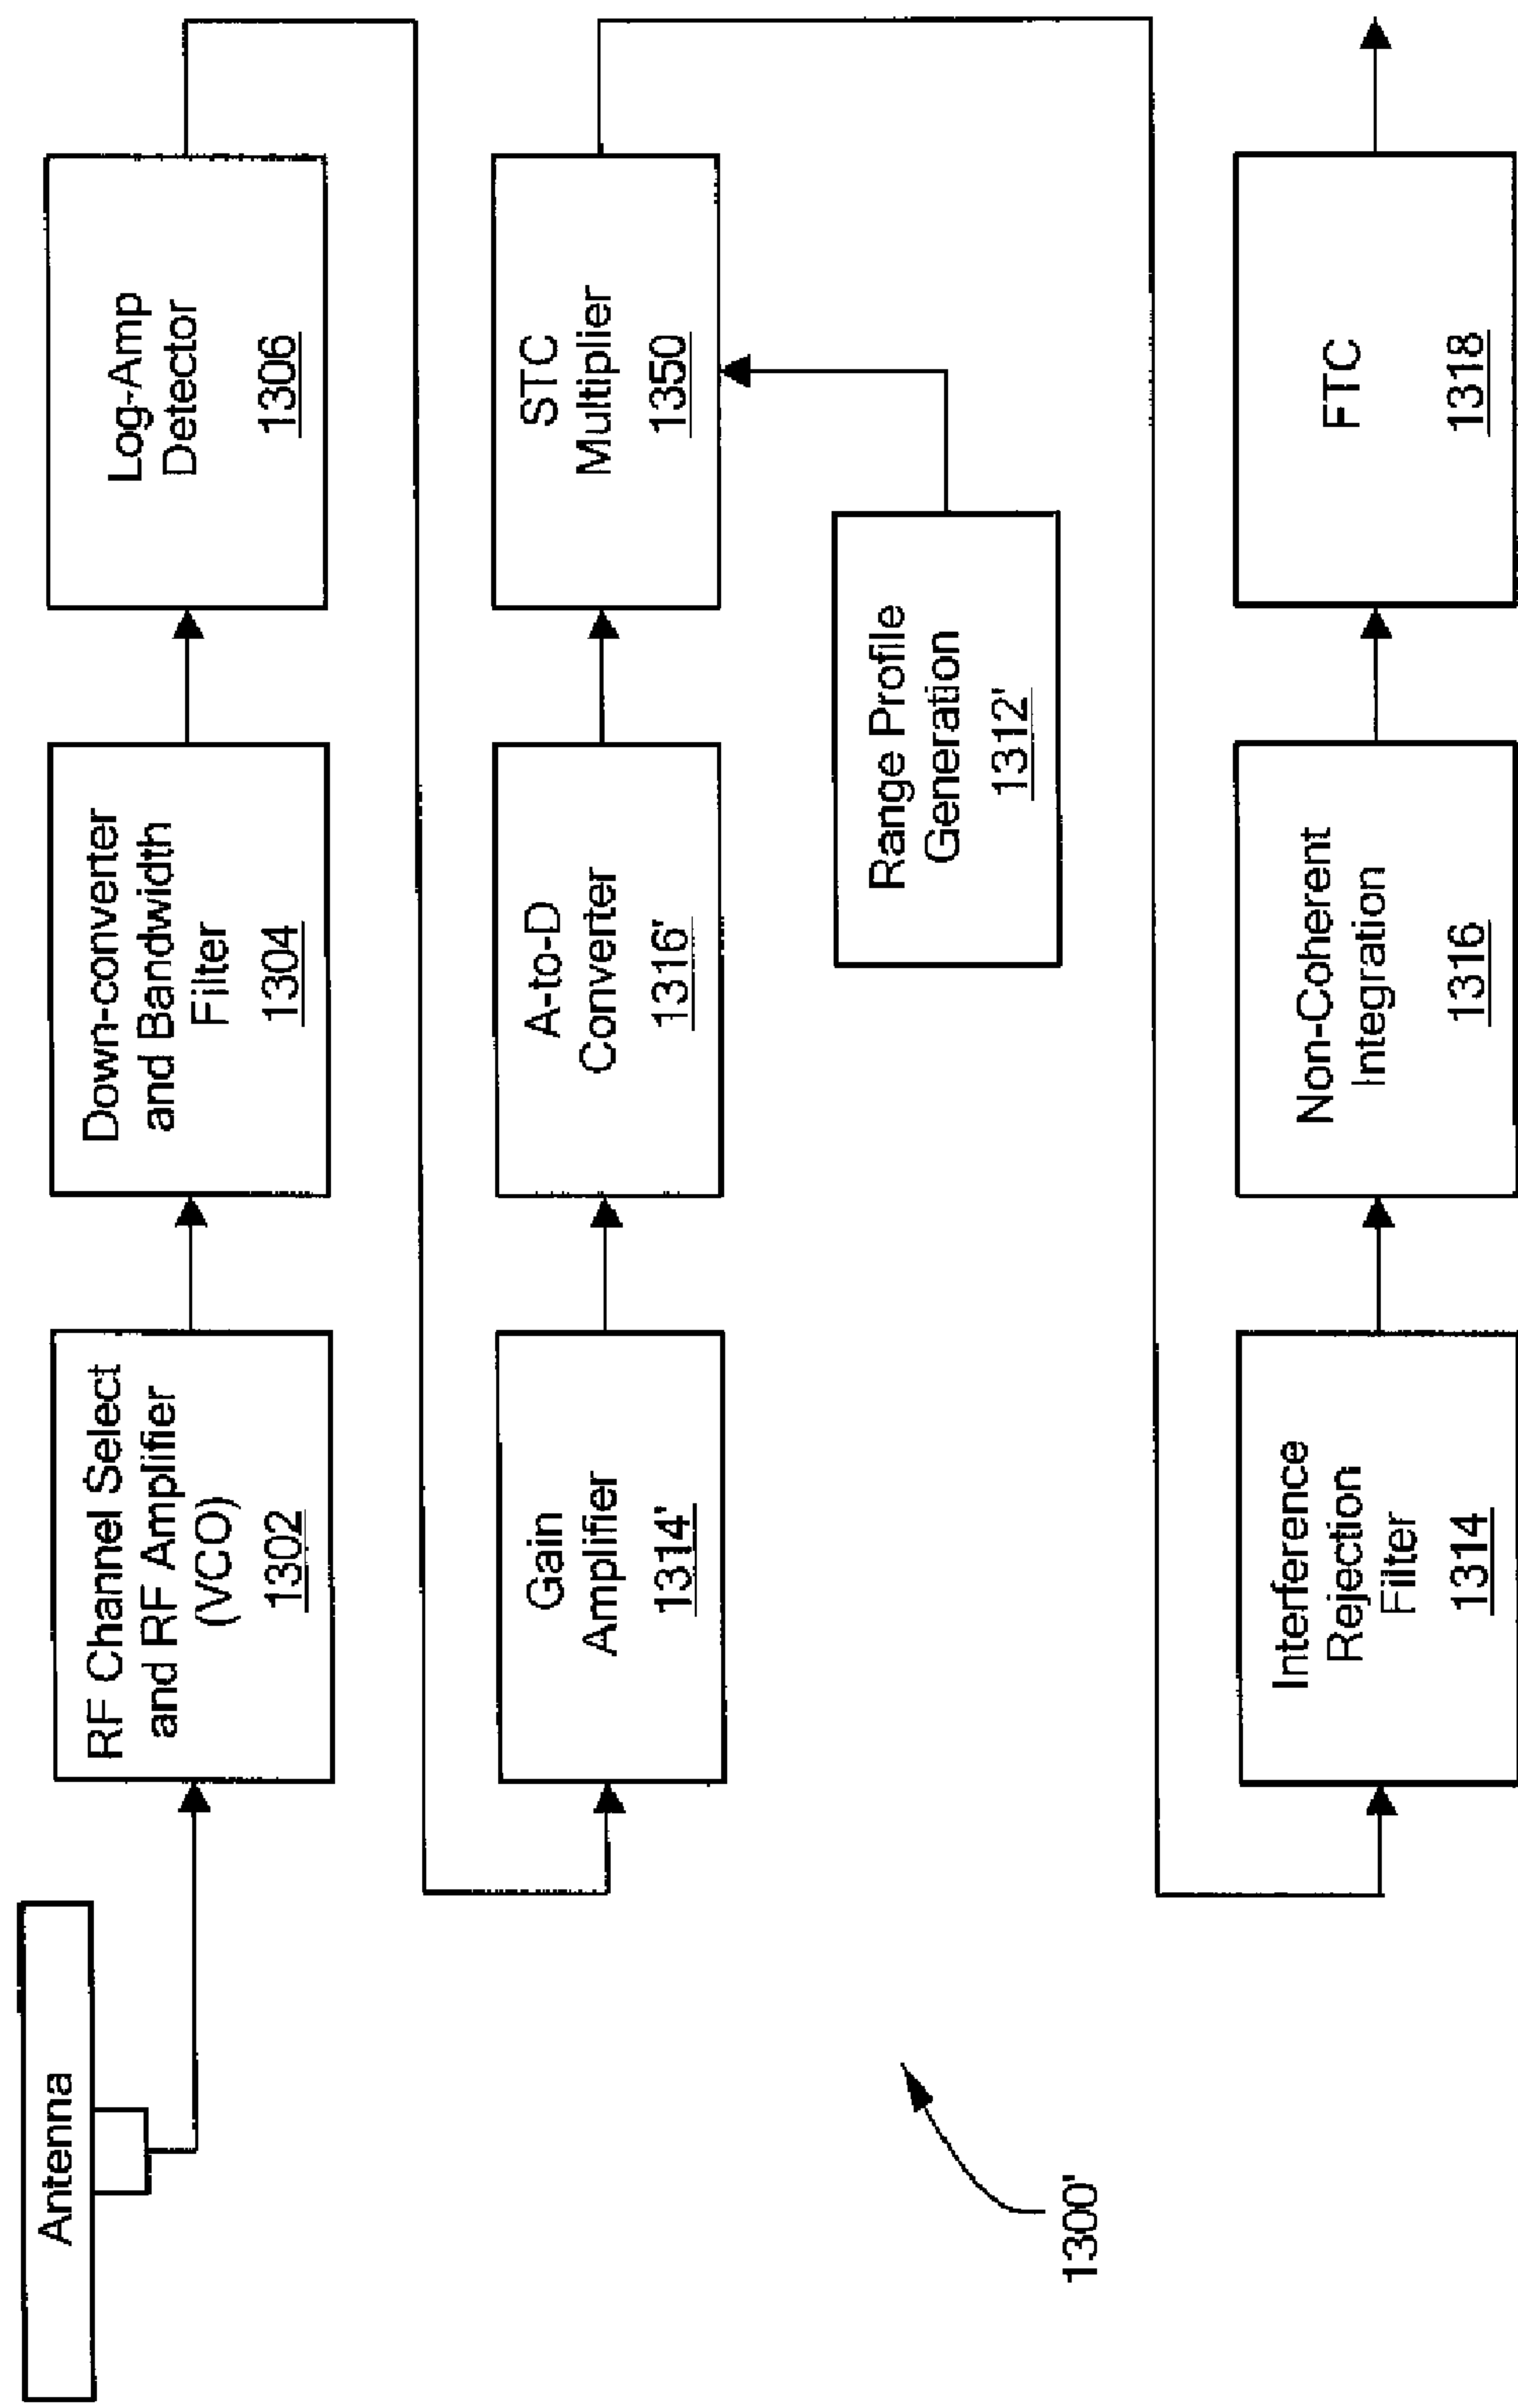 Antenna
RF Channel Select
and RF Amplifier
(VCO)
1302
Down-converter
and Bandwidth
Filter
1304
Log-Amp
Detector
1306
Gain
Amplifier
1314'
A-to-D
Converter
1316'
STC
Multiplier
1350
Range Profile
Generation
1312'
1300'
Interference
Rejection
Filter
1314
Non-Coherent
Integration
1316
FTC
1318